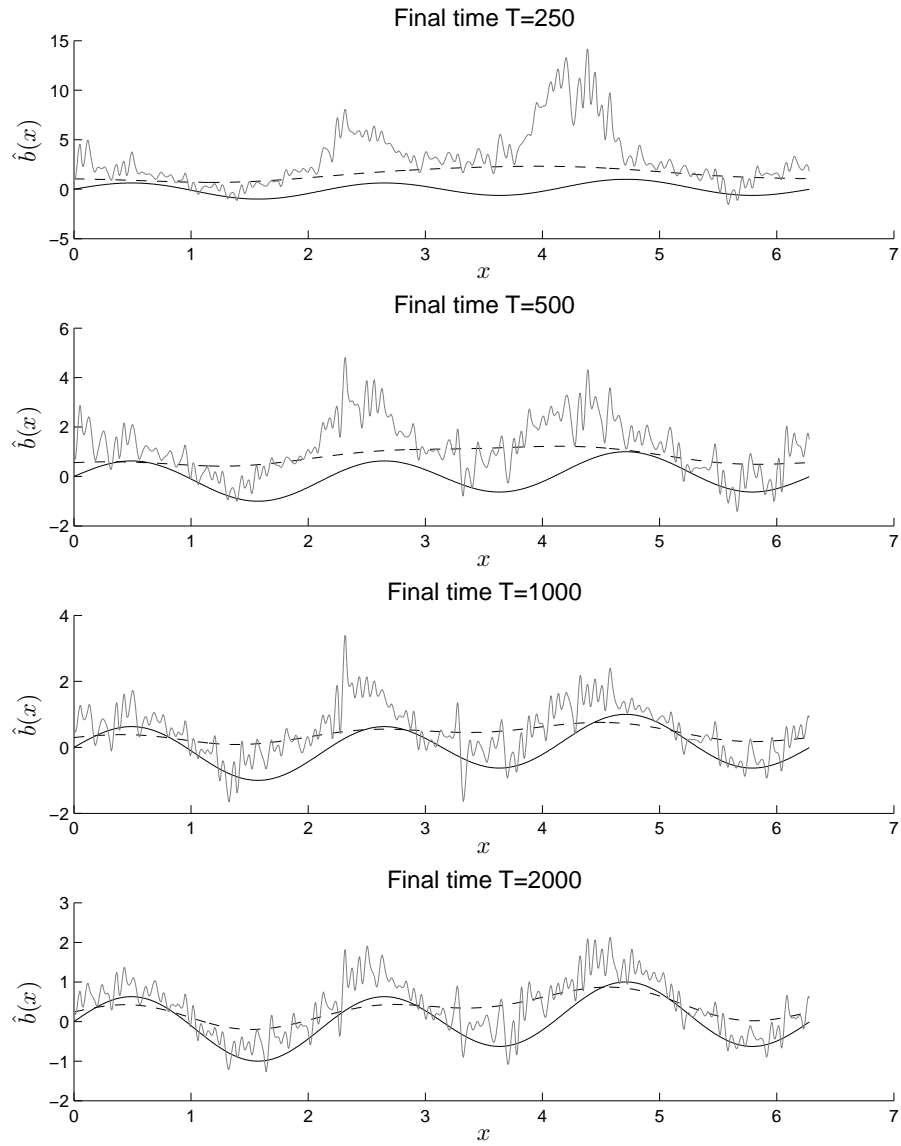 Final time T=250
15
10
5
0
−5
b̂(x)
0 1 2 3 4 5 6 7
x
Final time T=500
6
4
2
0
−2
b̂(x)
0 1 2 3 4 5 6 7
x
Final time T=1000
4
2
0
−2
b̂(x)
0 1 2 3 4 5 6 7
x
Final time T=2000
3
2
1
0
−1
−2
b̂(x)
0 1 2 3 4 5 6 7
x